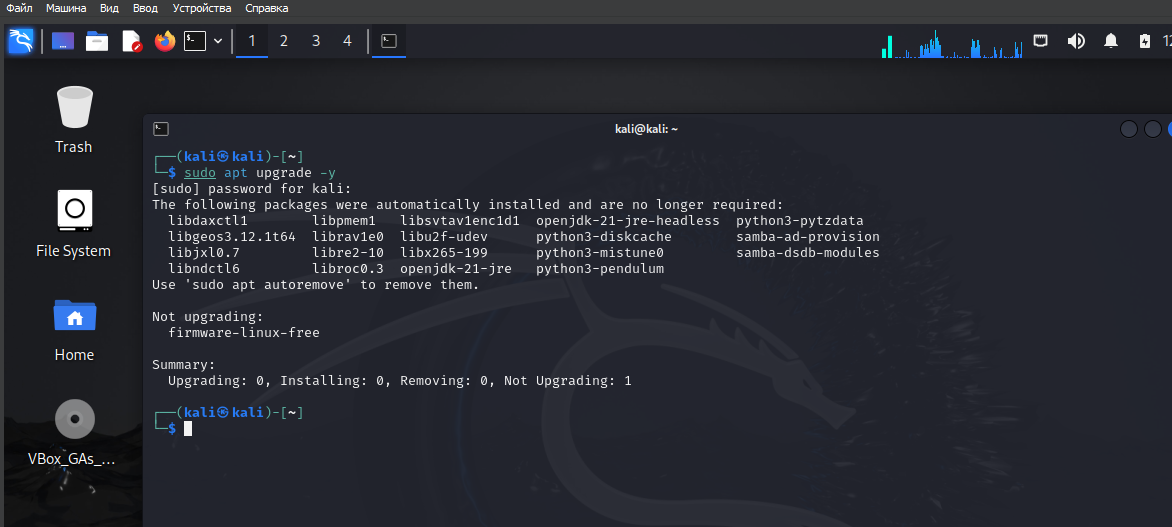 Файл Машина Вид Ввод Устройства Справка
1 2 3 4
Trash
File System
Home
VBox_GAs_...
kali@kali: ~
┌──(kali㉿kali)-[~]
└─$ sudo apt upgrade -y
[sudo] password for kali:
The following packages were automatically installed and are no longer required:
  libdaxctl1        libpmem1   libsvtav1enc1d1  openjdk-21-jre-headless  python3-pytzdata
  libgeos3.12.1t64  librav1e0  libu2f-udev      python3-diskcache        samba-ad-provision
  libjxl0.7         libre2-10  libx265-199      python3-mistune0         samba-dsdb-modules
  libndctl6         libroc0.3  openjdk-21-jre   python3-pendulum
Use 'sudo apt autoremove' to remove them.
Not upgrading:
  firmware-linux-free
Summary:
  Upgrading: 0, Installing: 0, Removing: 0, Not Upgrading: 1
┌──(kali㉿kali)-[~]
└─$